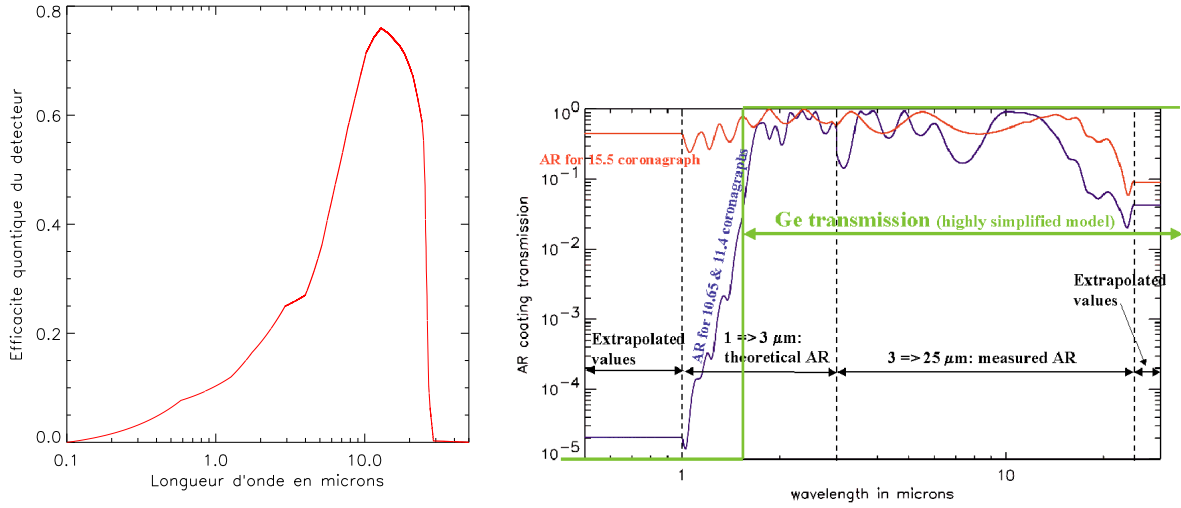 0.8
0.6
0.4
0.2
0.0
0.1
1.0
10.0
Efficacite quantique du detecteur
Longueur d'onde en microns
10^0
10^-1
10^-2
10^-3
10^-4
10^-5
AR coating transmission
AR for 15.5 coronagraph
AR for 10.65 & 11.4 coronagraphs
Ge transmission (highly simplified model)
Extrapolated
values
1 => 3 μm:
theoretical AR
3 => 25 μm: measured AR
Extrapolated
values
1
10
wavelength in microns